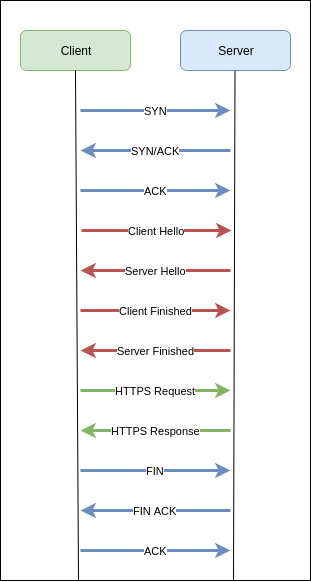 Client
Server
SYN
SYN/ACK
ACK
Client Hello
Server Hello
Client Finished
Server Finished
HTTPS Request
HTTPS Response
FIN
FIN ACK
ACK